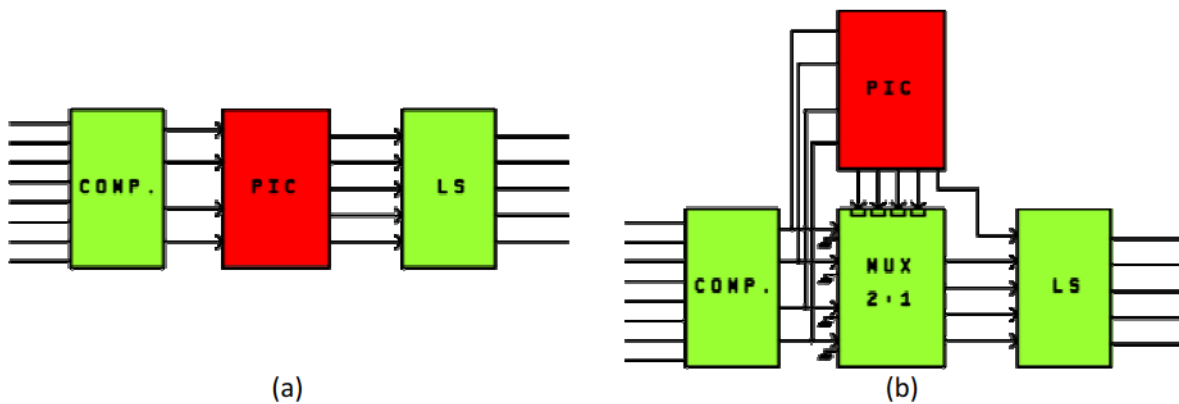 COMP.
PIC
LS
(a)
PIC
COMP.
MUX
2:1
LS
(b)